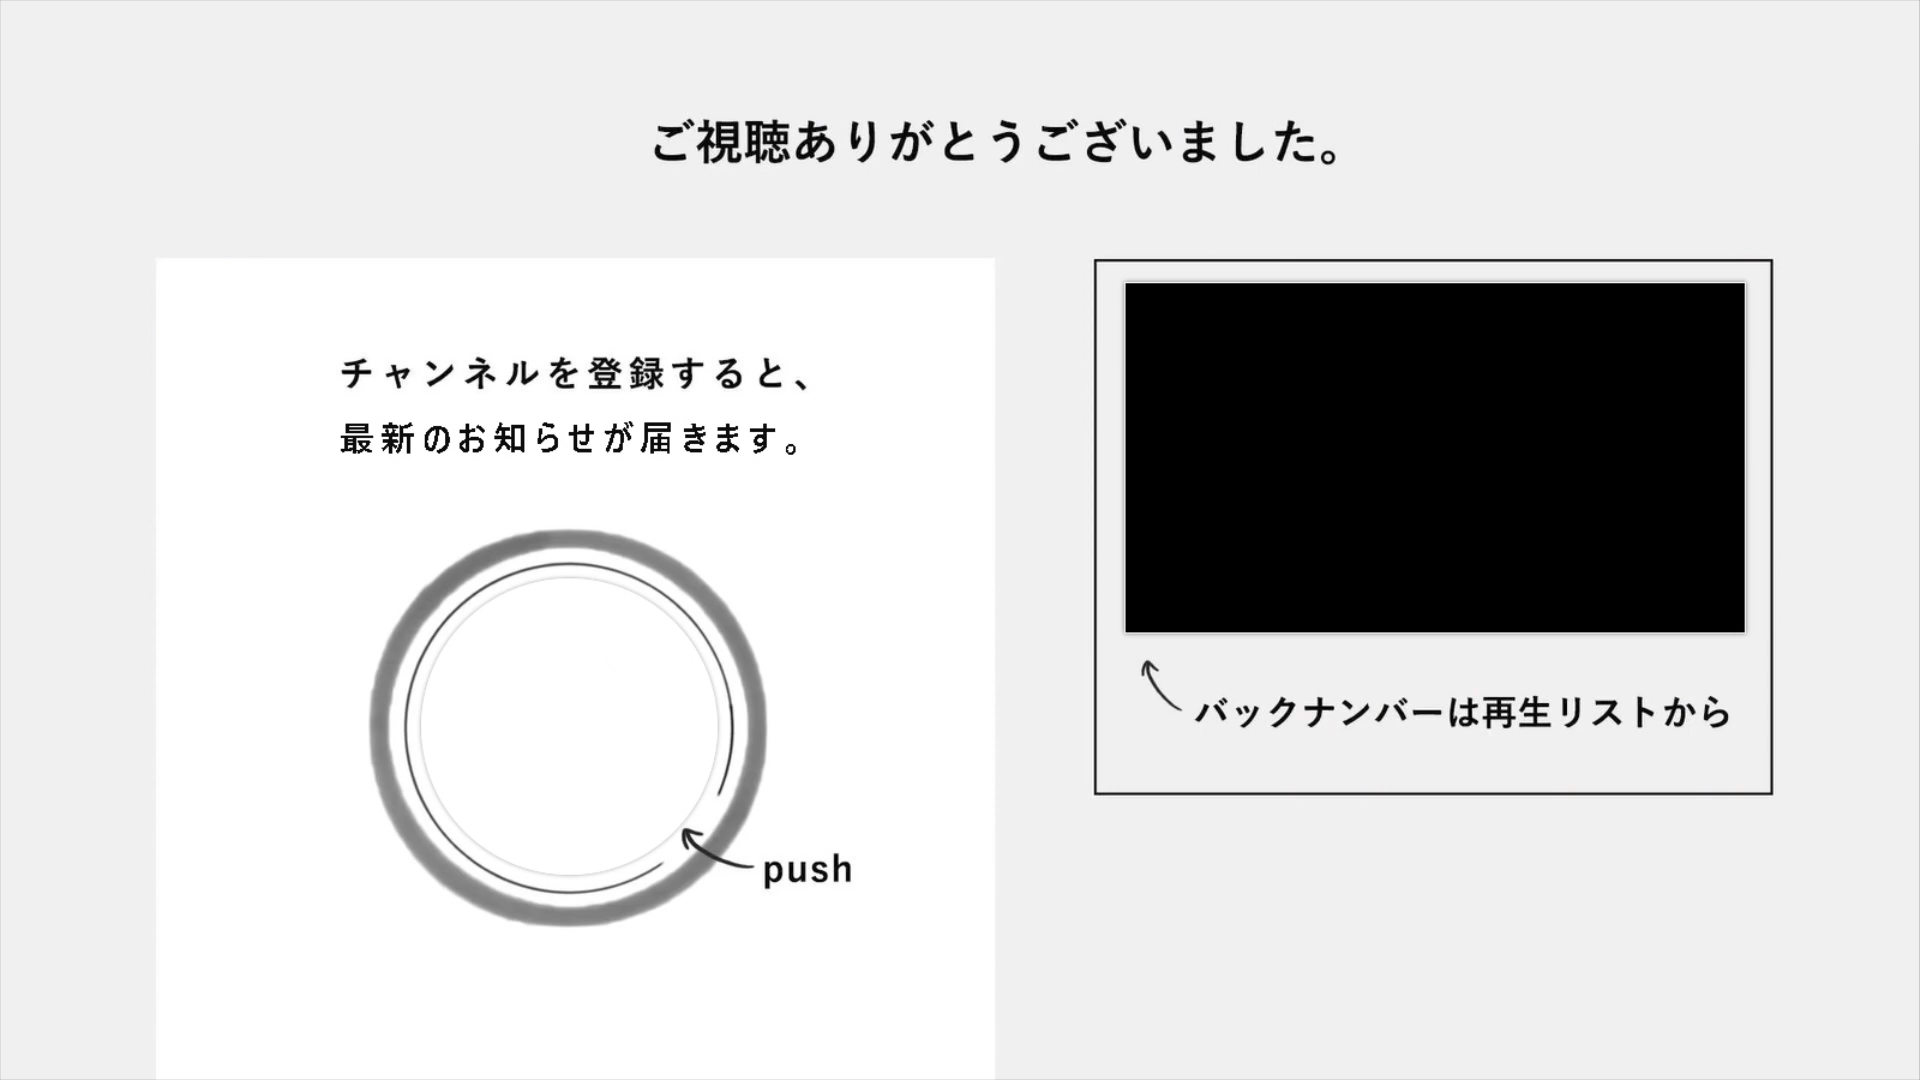 ご視聴ありがとうございました。
チャンネルを登録すると、
最新のお知らせが届きます。
push
バックナンバーは再生リストから